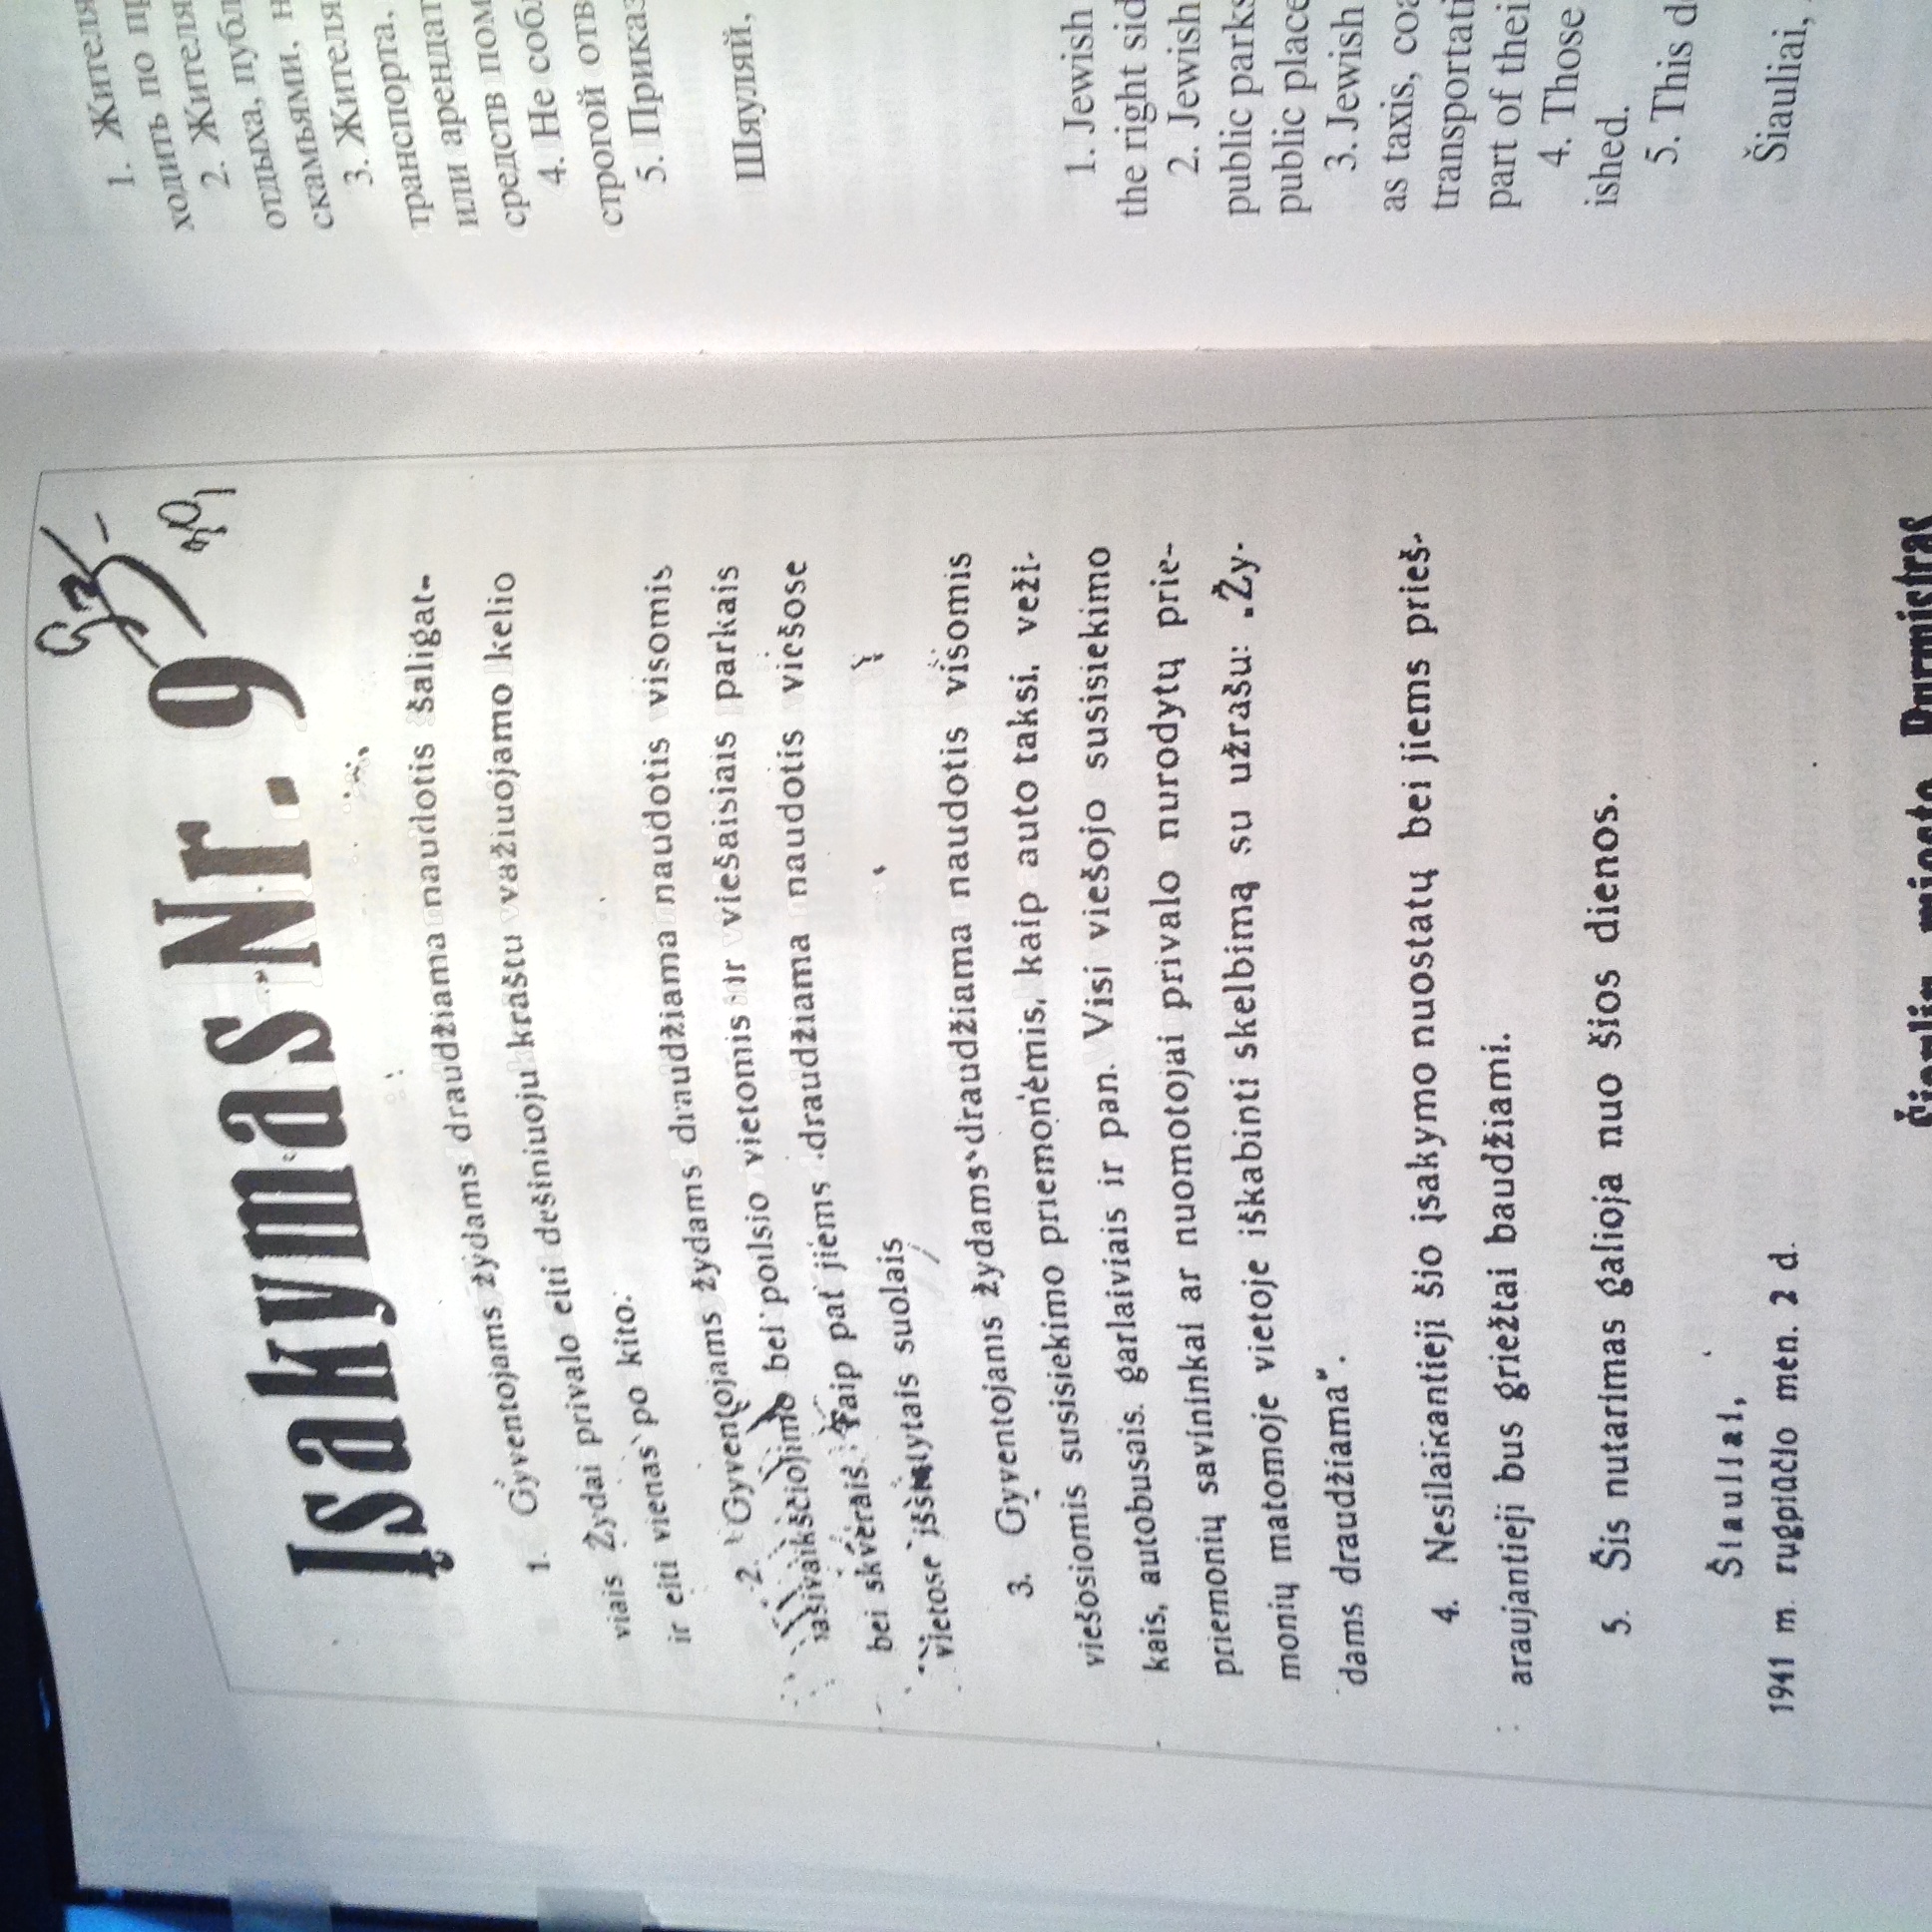 Įsakymas Nr. 9
1. Gyventojams žydams draudžiama naudotis šaligat-
viais Žydai privalo eiti dešiniuoju kraštu važiuojamo kelio
ir eiti vienas po kito.
2. Gyventojams žydams draudžiama naudotis visomis
pasivaikščiojimo bei poilsio vietomis ir viešaisiais parkais
bei skverais. Taip pat jiems draudžiama naudotis viešose
vietose išstatytais suolais
3. Gyventojams žydams draudžiama naudotis visomis
viešosiomis susisiekimo priemonėmis, kaip auto taksi, veži-
kais, autobusais. garlaiviais ir pan. Visi viešojo susisiekimo
priemonių savininkai ar nuomotojai privalo nurodytų prie-
monių matomoje vietoje iškabinti skelbimą su užrašu: „Žy-
dams draudžiama".
4. Nesilaikantieji šio įsakymo nuostatų bei jiems prieš-
araujantieji bus griežtai baudžiami.
5. Šis nutarimas galioja nuo šios dienos.
Šiauliai,
1941 m. rugpiūčio mėn. 2 d.
miesto Burmistras
1. Жителя
ходить по пр
2. Жителя
отдыха, публ
скамьями, н
3. Жителя
транспорта,
или арендат
средств пом
4. Не собл
строгой отв
5. Приказ
Шяуляй,
1. Jewish
the right sid
2. Jewish
public parks
public place
3. Jewish
as taxis, coa
transportati
part of thei
4. Those
ished.
5. This d
Šiauliai,